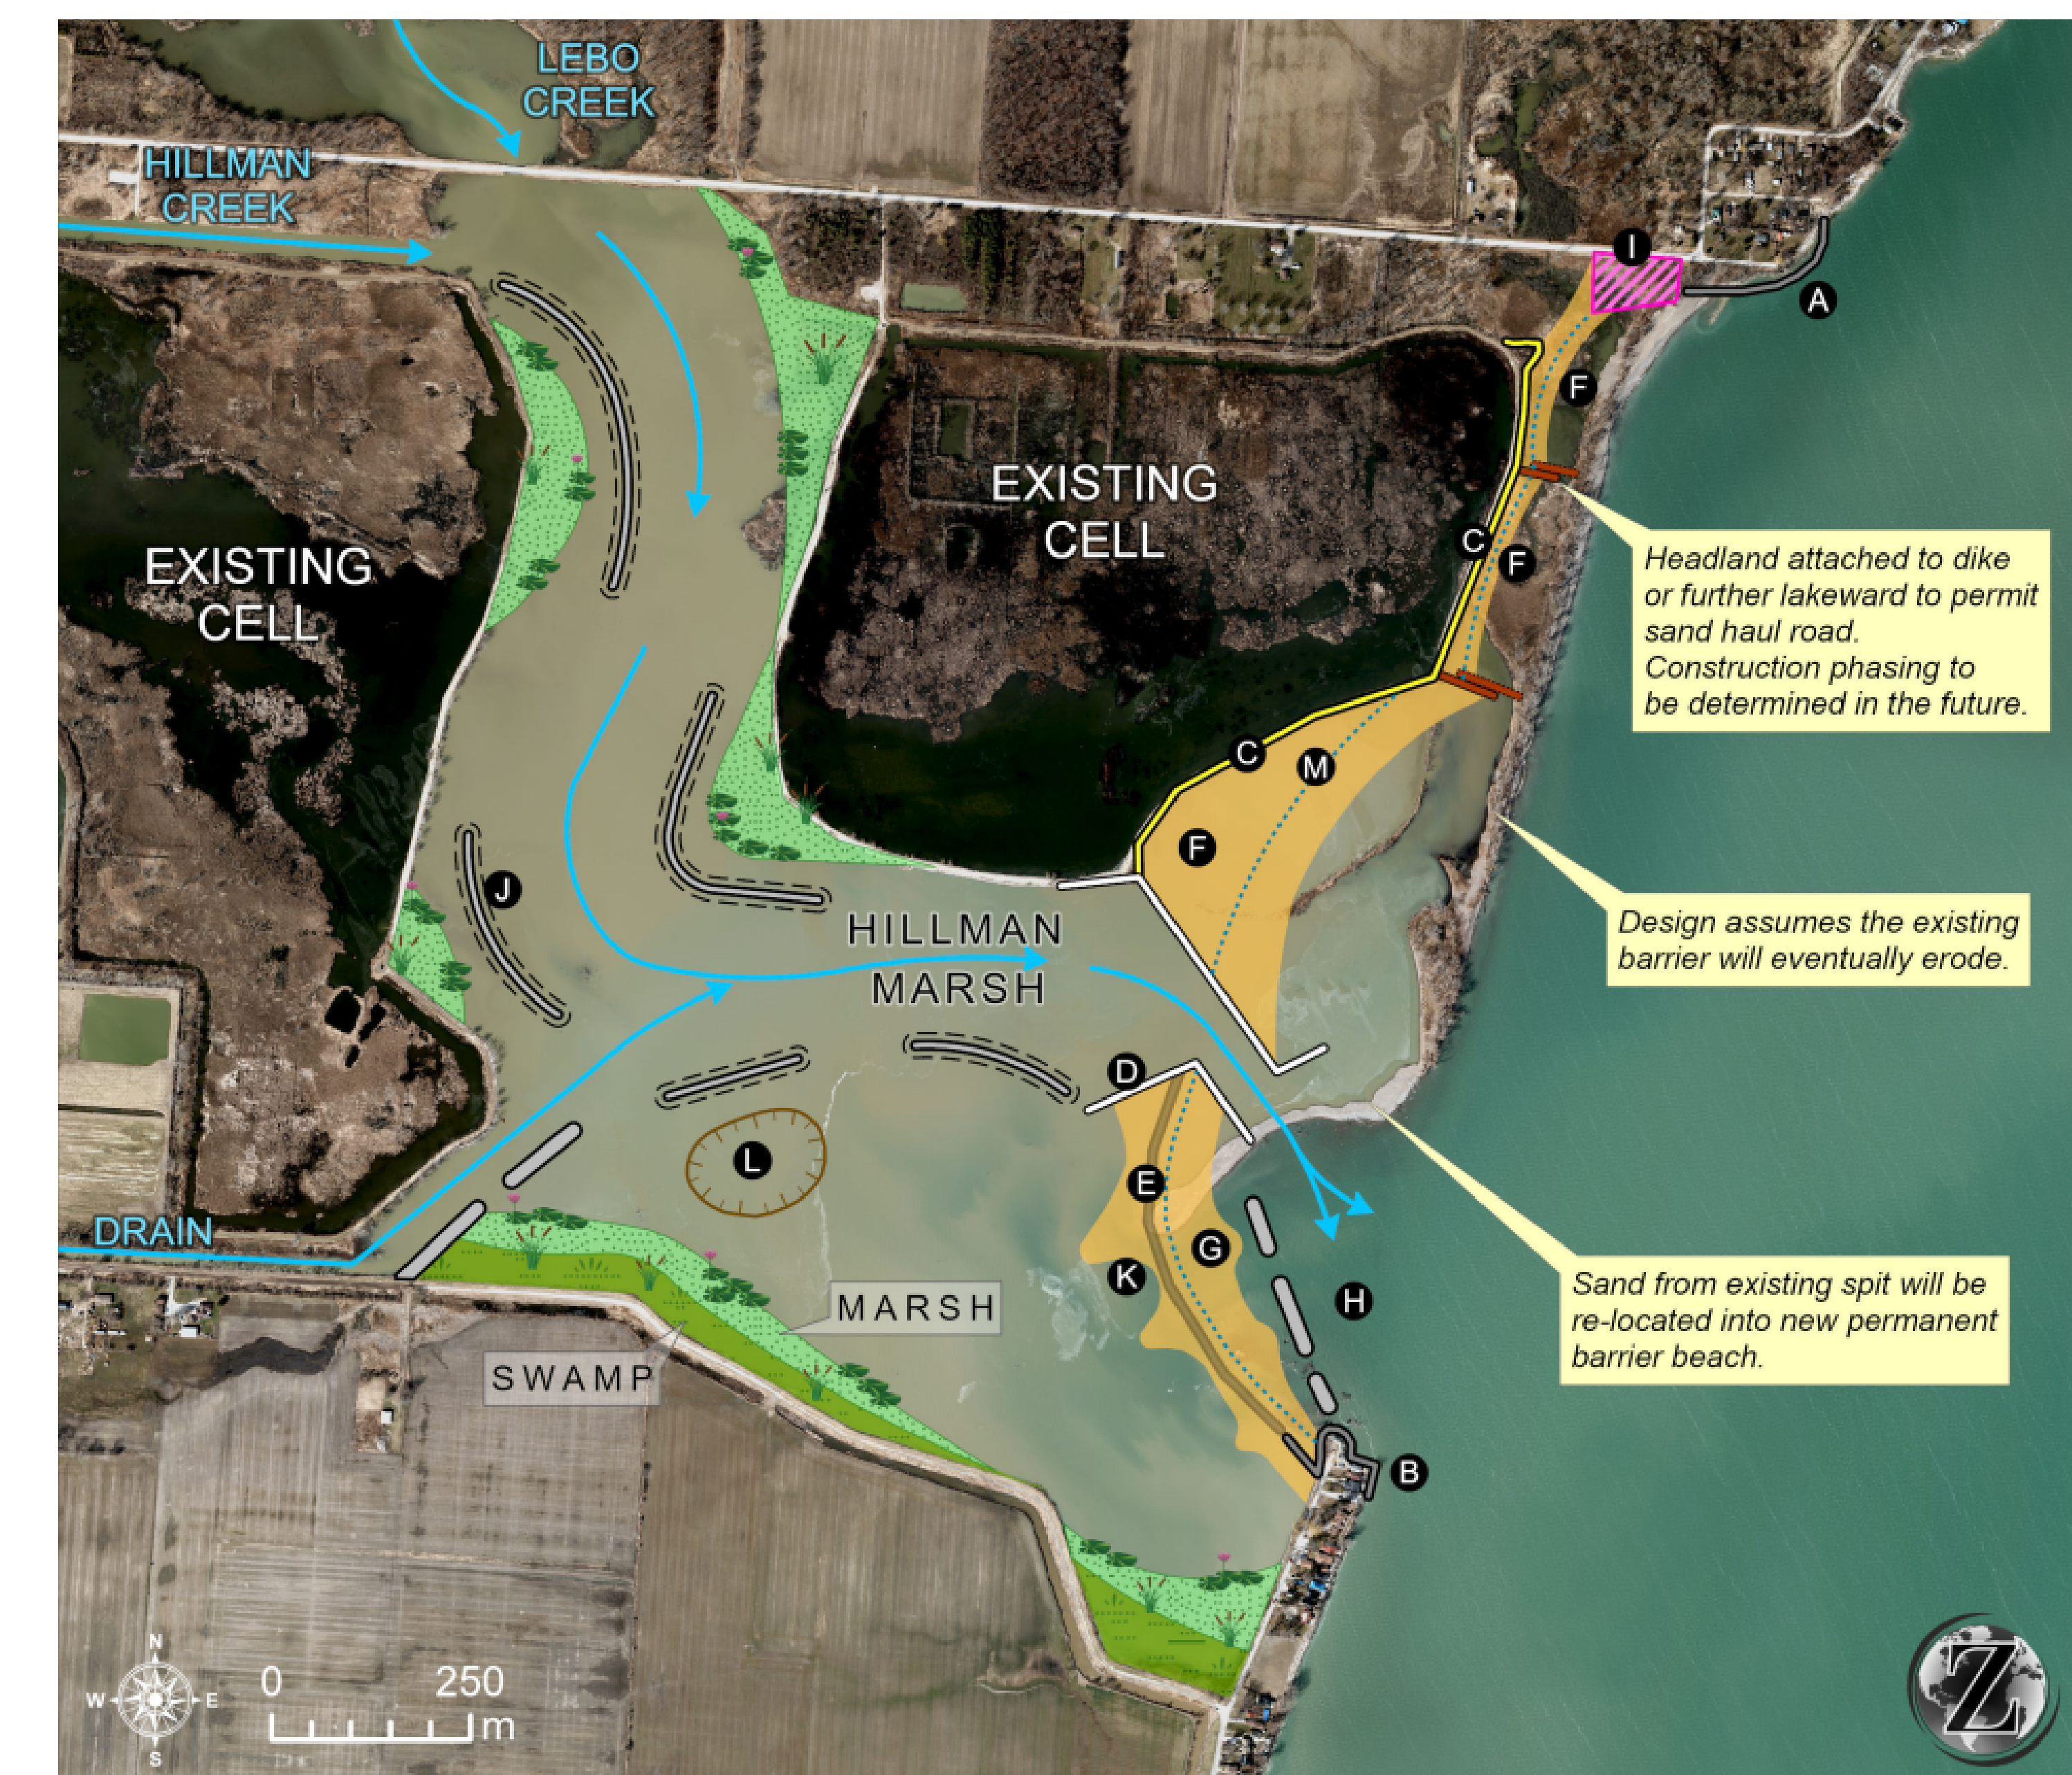 LEBO
CREEK
HILLMAN
CREEK
I
A
F
EXISTING
CELL
C
F
Headland attached to dike
or further lakeward to permit
sand haul road.
Construction phasing to
be determined in the future.
EXISTING
CELL
C
M
F
J
HILLMAN
MARSH
Design assumes the existing
barrier will eventually erode.
D
L
E
DRAIN
G
K
H
Sand from existing spit will be
re-located into new permanent
barrier beach.
MARSH
SWAMP
B
N
W
E
S
0 250
m
Z